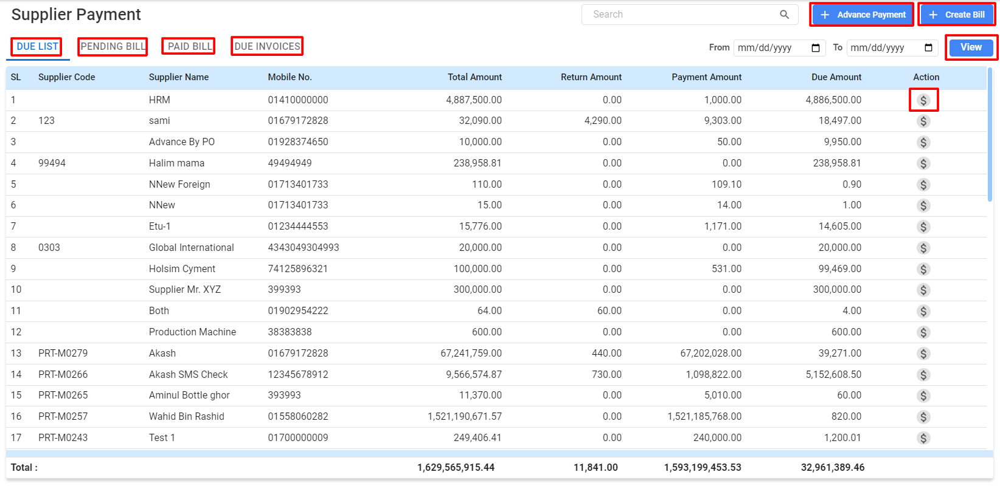 Supplier Payment Search + Advance Payment + Create Bill
DUE LIST PENDING BILL PAID BILL DUE INVOICES From mm/dd/yyyy To mm/dd/yyyy View
SL Supplier Code Supplier Name Mobile No. Total Amount Return Amount Payment Amount Due Amount Action
1 HRM 01410000000 4,887,500.00 0.00 1,000.00 4,886,500.00 $
2 123 sami 01679172828 32,090.00 4,290.00 9,303.00 18,497.00 $
3 Advance By PO 01928374650 10,000.00 0.00 50.00 9,950.00 $
4 99494 Halim mama 49494949 238,958.81 0.00 0.00 238,958.81 $
5 NNew Foreign 01713401733 110.00 0.00 109.10 0.90 $
6 NNew 01713401733 15.00 0.00 14.00 1.00 $
7 Etu-1 01234444553 15,776.00 0.00 1,171.00 14,605.00 $
8 0303 Global International 4343049304993 20,000.00 0.00 0.00 20,000.00 $
9 Holsim Cyment 74125896321 100,000.00 0.00 531.00 99,469.00 $
10 Supplier Mr. XYZ 399393 300,000.00 0.00 0.00 300,000.00 $
11 Both 01902954222 64.00 60.00 0.00 4.00 $
12 Production Machine 38383838 600.00 0.00 0.00 600.00 $
13 PRT-M0279 Akash 01679172828 67,241,759.00 440.00 67,202,028.00 39,271.00 $
14 PRT-M0266 Akash SMS Check 12345678912 9,566,574.87 730.00 1,098,822.00 5,152,608.50 $
15 PRT-M0265 Aminul Bottle ghor 393993 11,370.00 0.00 5,010.00 60.00 $
16 PRT-M0257 Wahid Bin Rashid 01558060282 1,521,190,671.57 0.00 1,521,185,768.00 820.00 $
17 PRT-M0243 Test 1 01700000009 249,406.41 0.00 240,000.00 1,200.01 $
Total : 1,629,565,915.44 11,841.00 1,593,199,453.53 32,961,389.46